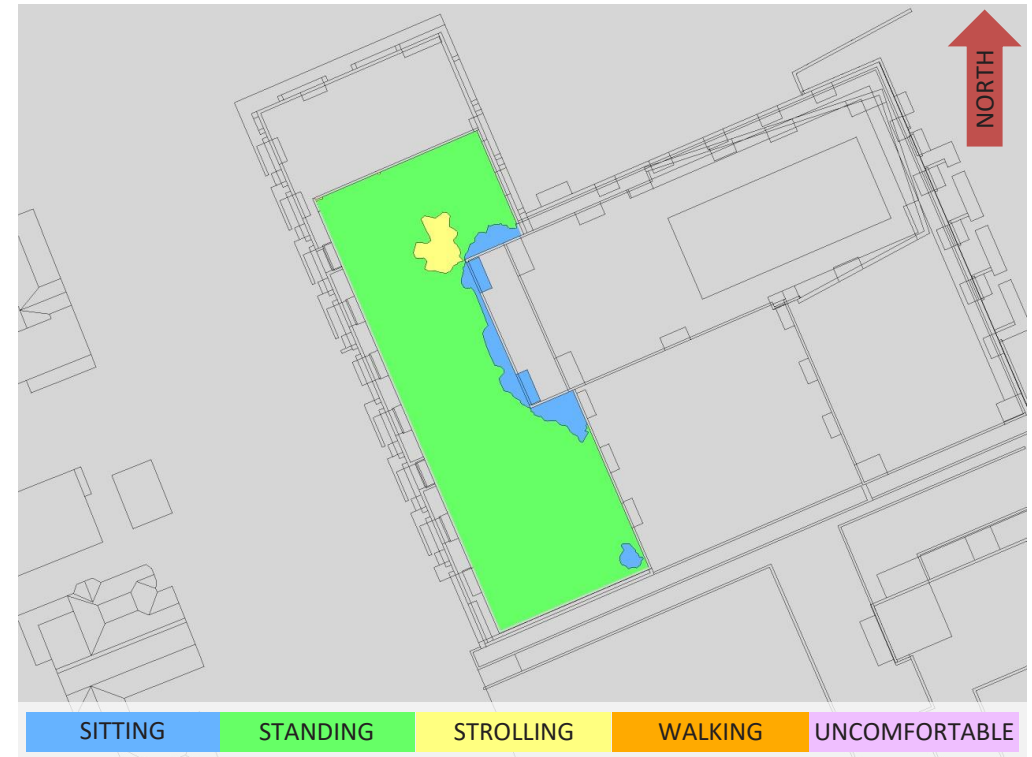 NORTH
SITTING
STANDING
STROLLING
WALKING
UNCOMFORTABLE